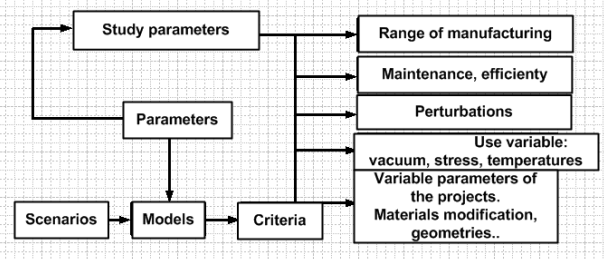 Study parameters
Range of manufacturing
Maintenance, efficienty
Parameters
Perturbations
Use variable:
vacuum, stress, temperatures
Scenarios
Models
Criteria
Variable parameters of
the projects.
Materials modification,
geometries..